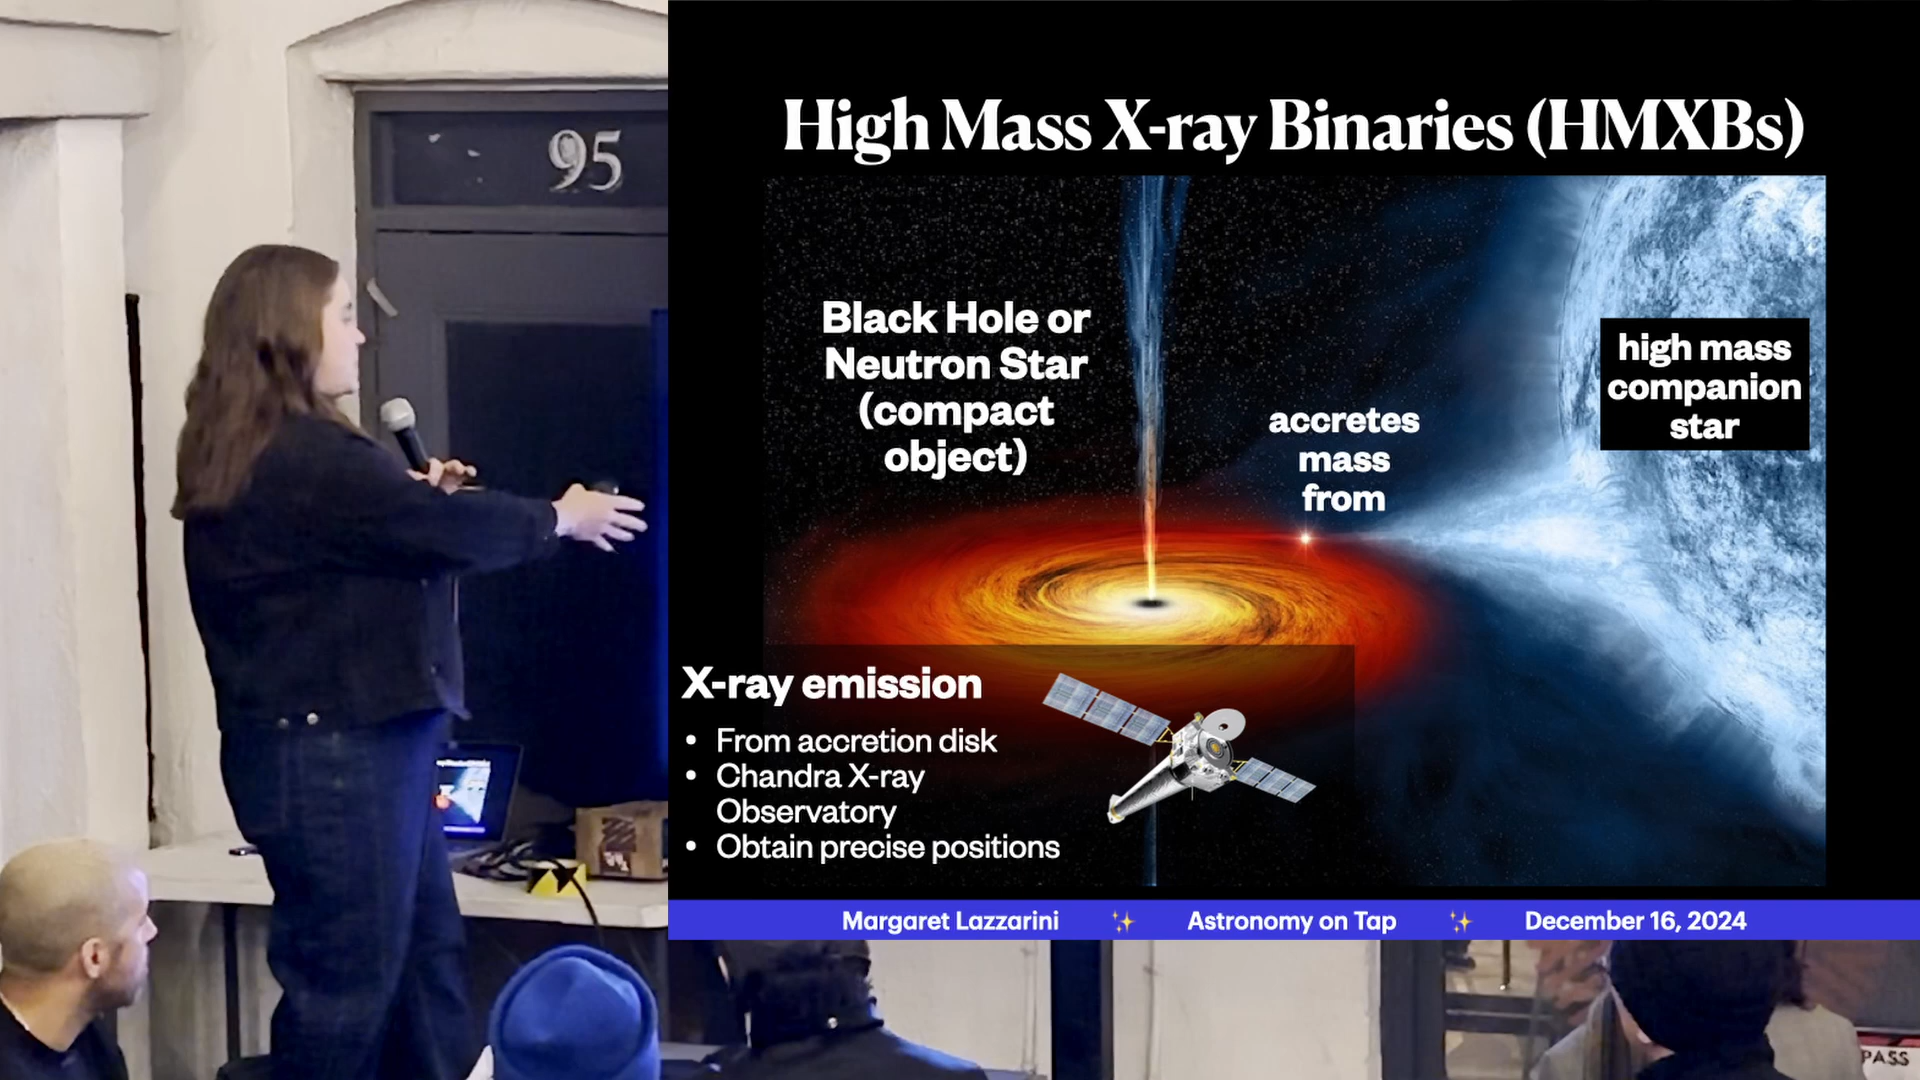 95
High Mass X-ray Binaries (HMXBs)
Black Hole or
Neutron Star
(compact
object)
accretes
mass
from
high mass
companion
star
X-ray emission
• From accretion disk
• Chandra X-ray
Observatory
• Obtain precise positions
Margaret Lazzarini ✨ Astronomy on Tap ✨ December 16, 2024
PASS